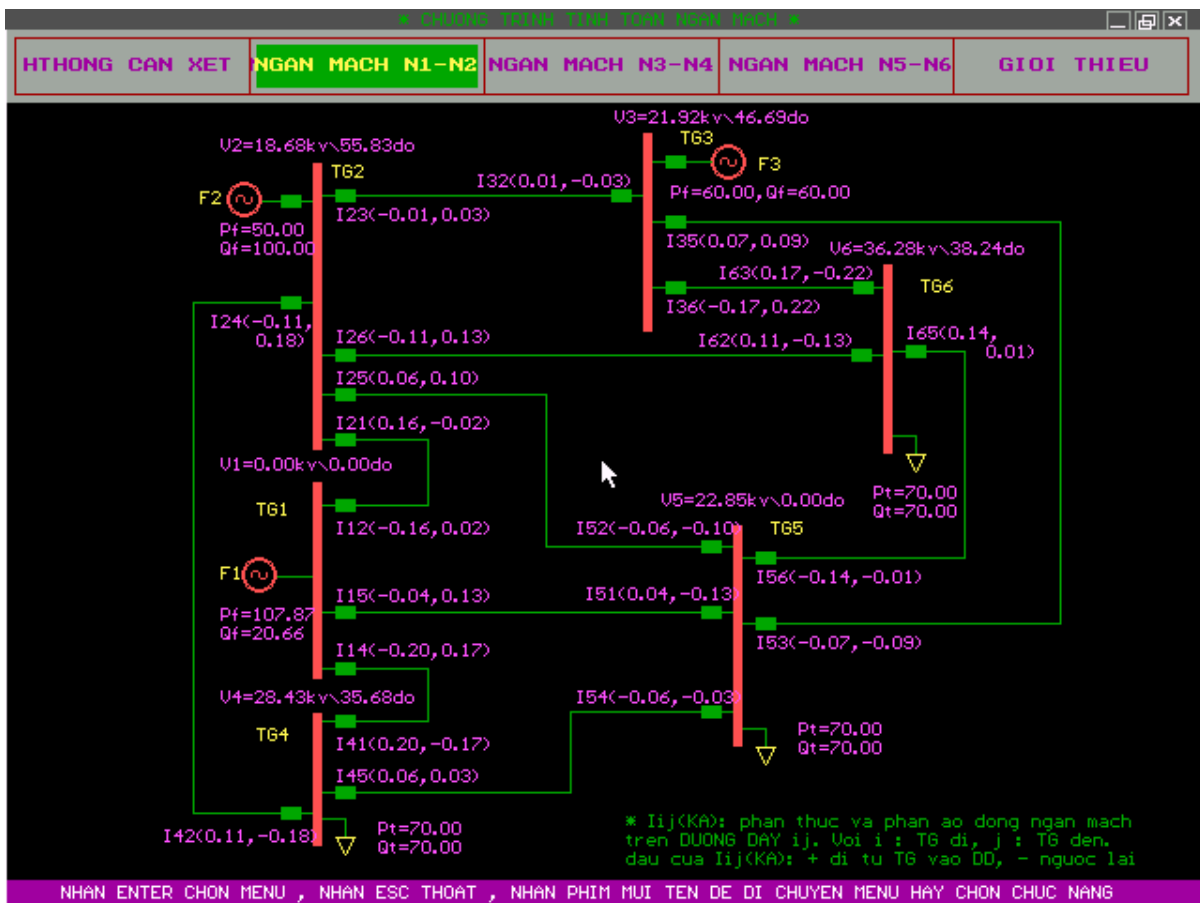 * CHUONG TRINH TINH TOAN NGAN MACH *
HTHONG CAN XET NGAN MACH N1-N2 NGAN MACH N3-N4 NGAN MACH N5-N6 GIOI THIEU
V3=21.92kv\46.69do
V2=18.68kv\55.83do
TG3
TG2
F3
I32(0.01,-0.03)
Pf=60.00,Qf=60.00
F2
I23(-0.01,0.03)
Pf=50.00
Qf=100.00
I35(0.07,0.09)
V6=36.28kv\38.24do
I63(0.17,-0.22)
TG6
I36(-0.17,0.22)
I24(-0.11,
0.18)
I26(-0.11,0.13)
I62(0.11,-0.13)
I65(0.14,
0.01)
I25(0.06,0.10)
I21(0.16,-0.02)
V1=0.00kv\0.00do
Pt=70.00
Qt=70.00
V5=22.85kv\0.00do
TG1
I12(-0.16,0.02)
I52(-0.06,-0.10)
TG5
F1
I56(-0.14,-0.01)
I15(-0.04,0.13)
I51(0.04,-0.13)
Pf=107.87
Qf=20.66
I14(-0.20,0.17)
I53(-0.07,-0.09)
V4=28.43kv\35.68do
I54(-0.06,-0.03)
TG4
I41(0.20,-0.17)
Pt=70.00
Qt=70.00
I45(0.06,0.03)
I42(0.11,-0.18)
Pt=70.00
Qt=70.00
* Iij(KA): phan thuc va phan ao dong ngan mach
tren DUONG DAY ij. Voi i : TG di, j : TG den.
dau cua Iij(KA): + di tu TG vao DD, - nguoc lai
NHAN ENTER CHON MENU , NHAN ESC THOAT , NHAN PHIM MUI TEN DE DI CHUYEN MENU HAY CHON CHUC NANG